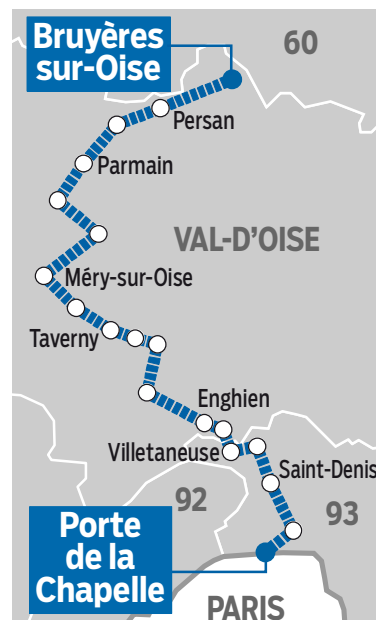 Bruyères
sur-Oise
60
Persan
Parmain
VAL-D'OISE
Méry-sur-Oise
Taverny
Enghien
Villetaneuse
Saint-Denis
92
93
Porte
de la
Chapelle
PARIS